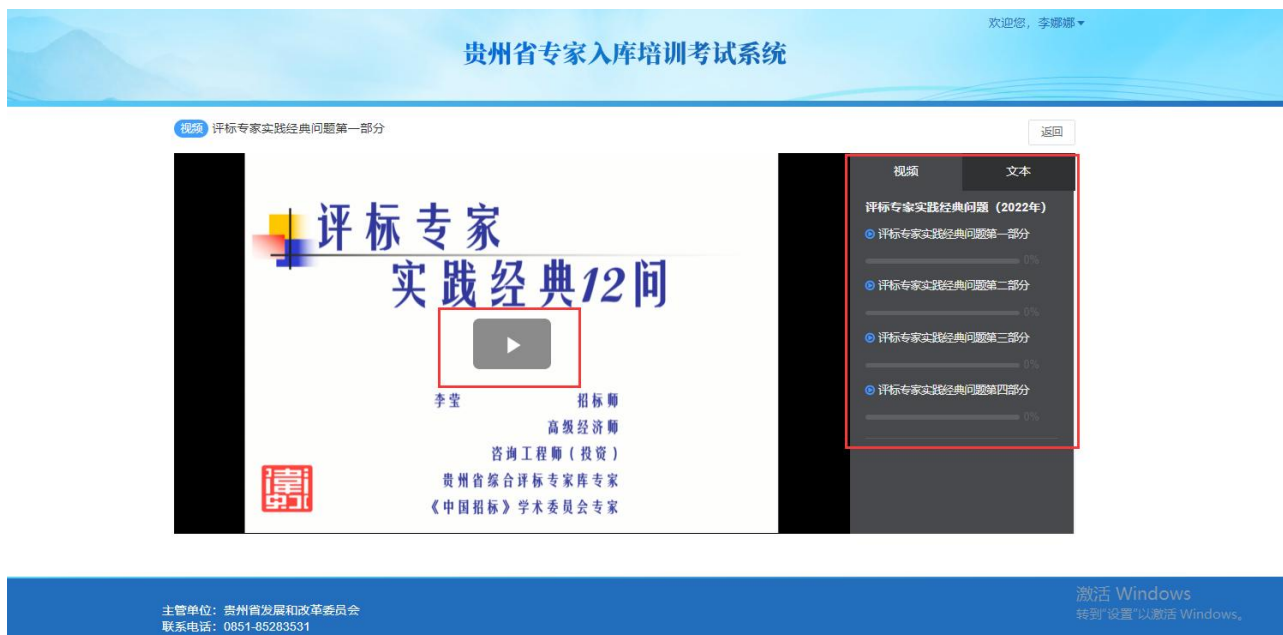 欢迎您，李娜娜
贵州省专家入库培训考试系统
视频 评标专家实践经典问题第一部分
返回
评标专家
实践经典12问
李莹 招标师
高级经济师
咨询工程师（投资）
贵州省综合评标专家库专家
《中国招标》学术委员会专家
视频 文本
评标专家实践经典问题（2022年）
评标专家实践经典问题第一部分
0%
评标专家实践经典问题第二部分
0%
评标专家实践经典问题第三部分
0%
评标专家实践经典问题第四部分
0%
主管单位：贵州省发展和改革委员会
联系电话：0851-85283531
激活 Windows
转到"设置"以激活 Windows。